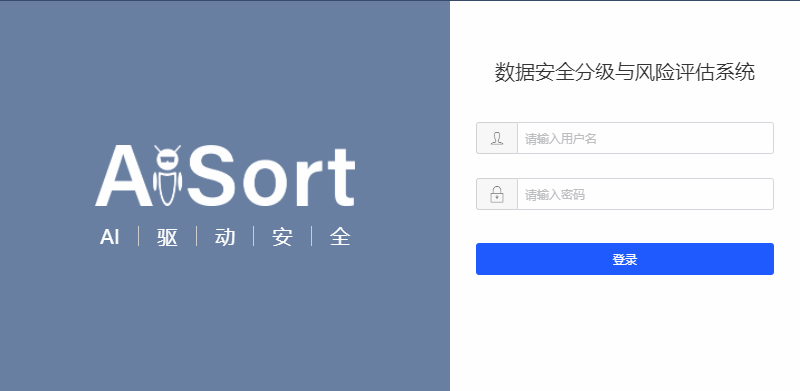 AiSort
AI | 驱 | 动 | 安 | 全
数据安全分级与风险评估系统
请输入用户名
请输入密码
登录